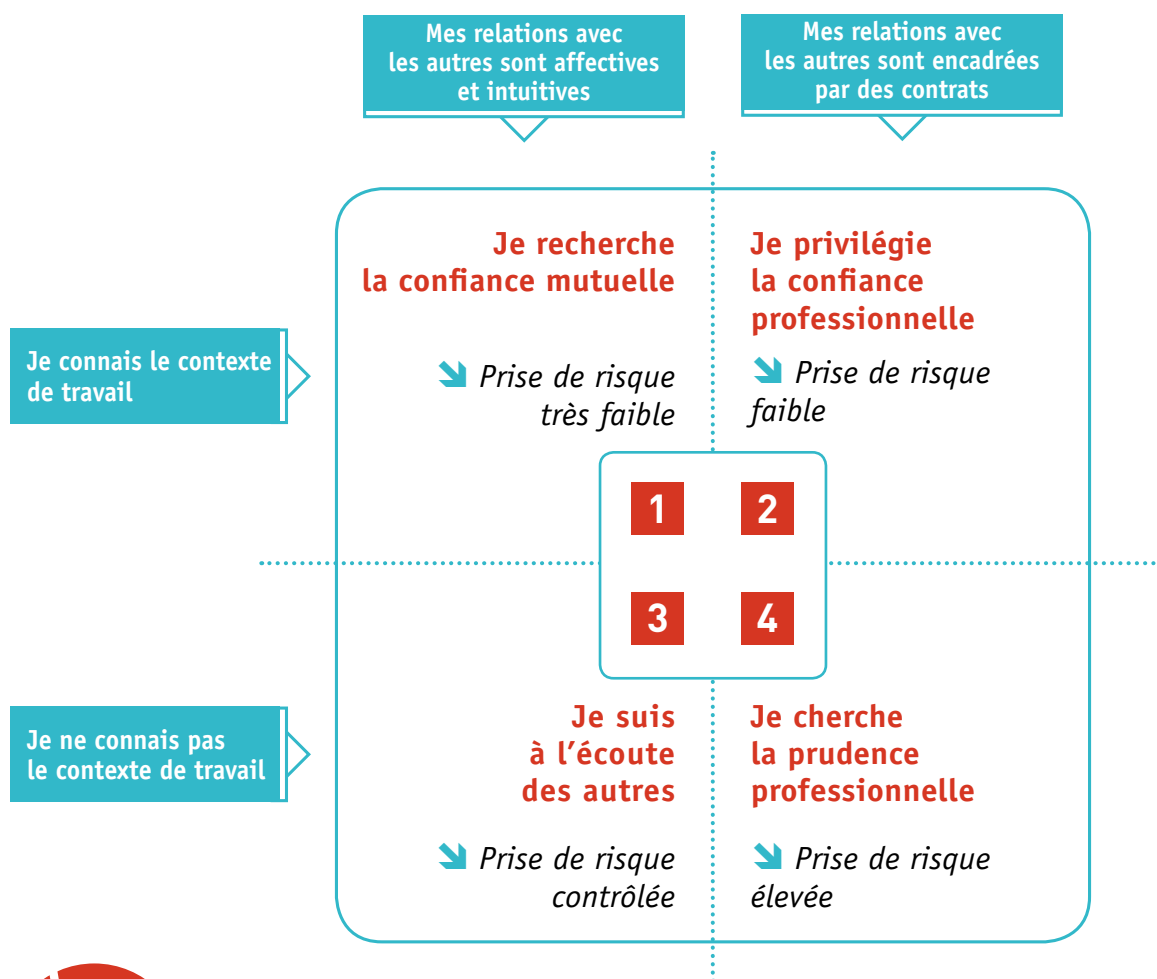 Mes relations avec
les autres sont affectives
et intuitives
Mes relations avec
les autres sont encadrées
par des contrats
Je connais le contexte
de travail
Je recherche
la confiance mutuelle
Prise de risque
très faible
Je privilégie
la confiance
professionnelle
Prise de risque
faible
1
2
3
4
Je ne connais pas
le contexte de travail
Je suis
à l’écoute
des autres
Prise de risque
contrôlée
Je cherche
la prudence
professionnelle
Prise de risque
élevée